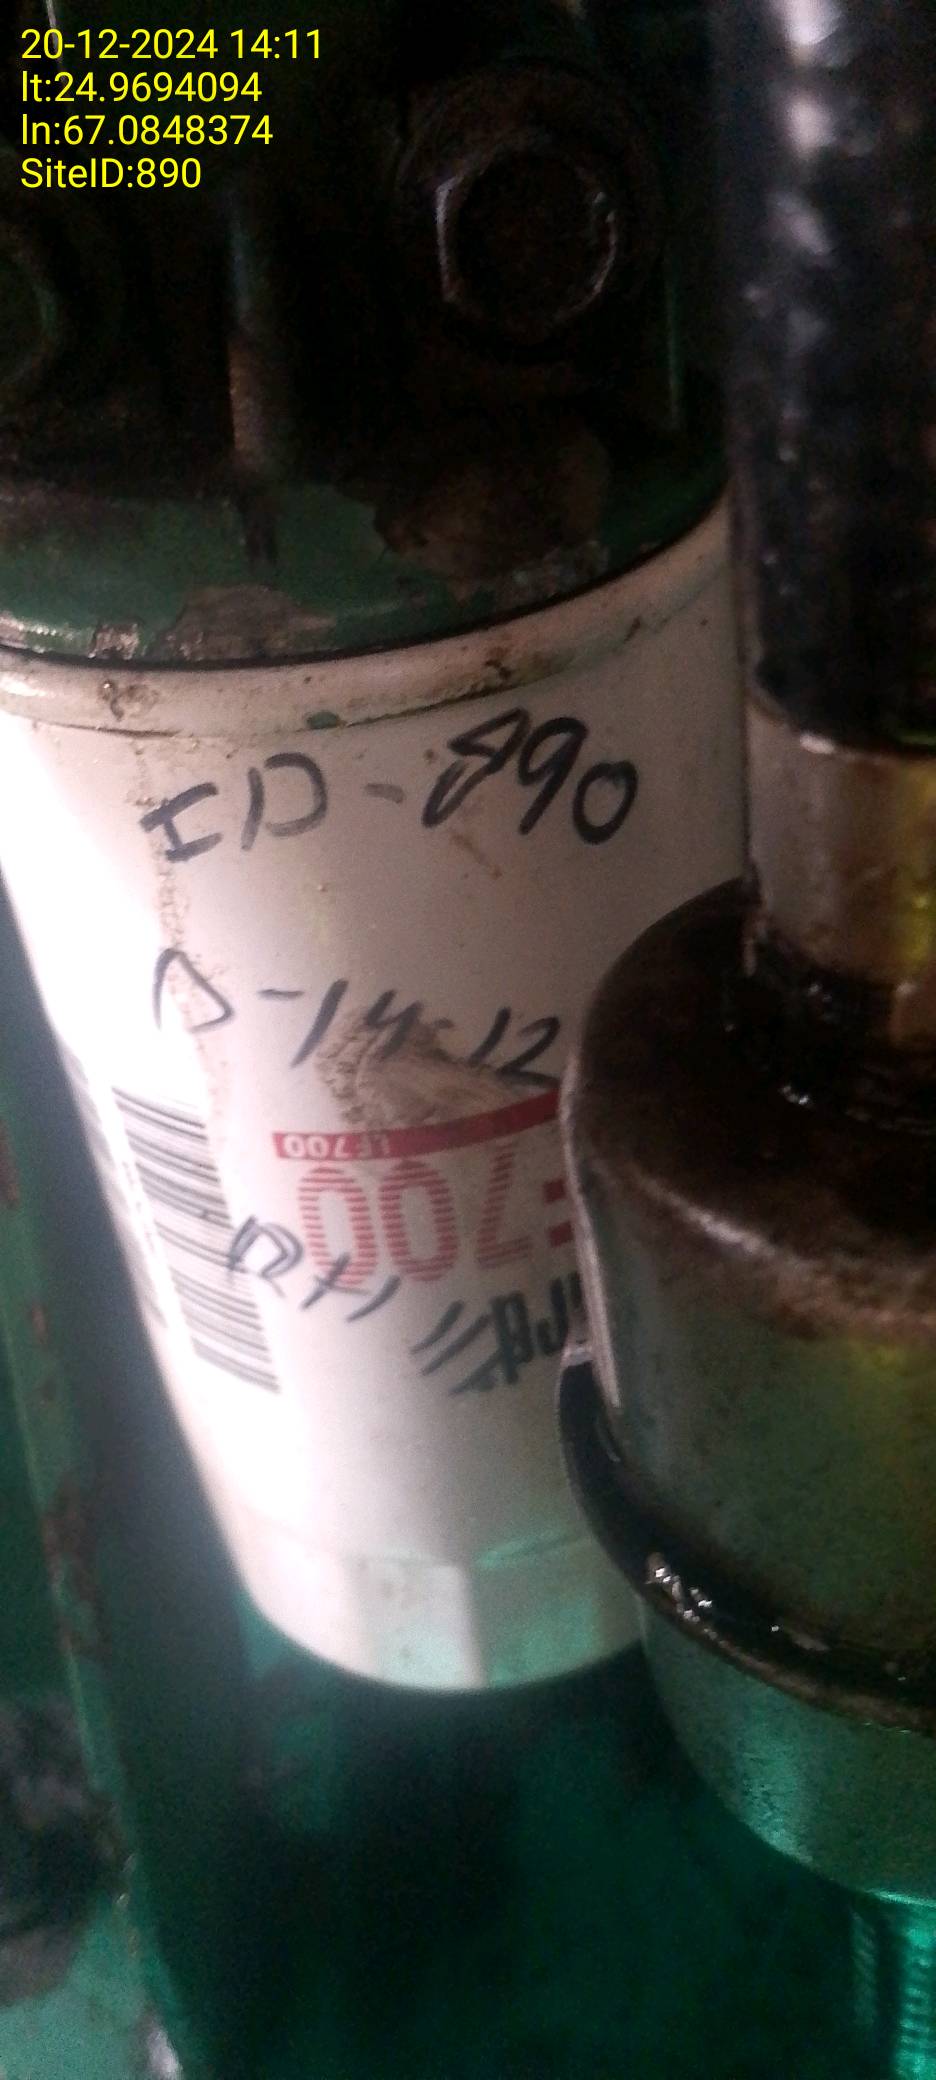 20-12-2024 14:11
lt:24.9694094
ln:67.0848374
SiteID:890
ID-890
D-14-12
LF700